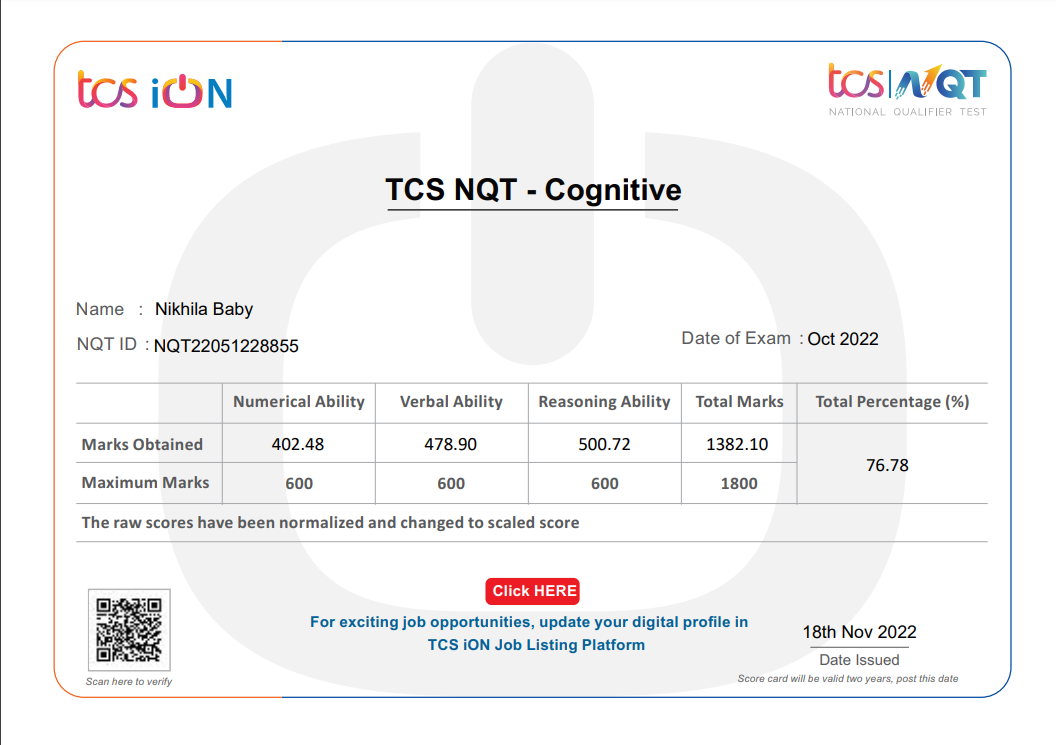 tcs iON
tcs|NQT
NATIONAL QUALIFIER TEST
TCS NQT - Cognitive
Name : Nikhila Baby
NQT ID : NQT22051228855
Date of Exam : Oct 2022
Numerical Ability Verbal Ability Reasoning Ability Total Marks Total Percentage (%)
Marks Obtained 402.48 478.90 500.72 1382.10 76.78
Maximum Marks 600 600 600 1800
The raw scores have been normalized and changed to scaled score
Click HERE
For exciting job opportunities, update your digital profile in
TCS iON Job Listing Platform
Scan here to verify
18th Nov 2022
Date Issued
Score card will be valid two years, post this date